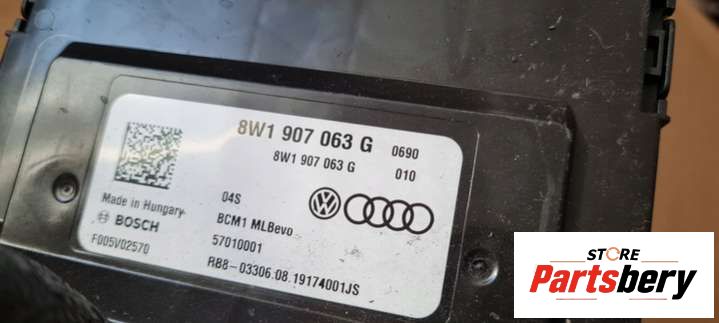 8W1 907 063 G 0690
8W1 907 063 G 010
Made in Hungary 04S
BOSCH BCM1 MLBevo
F005V02570 57010001
RB8-03306.08.19174001JS
STORE
Partsbery